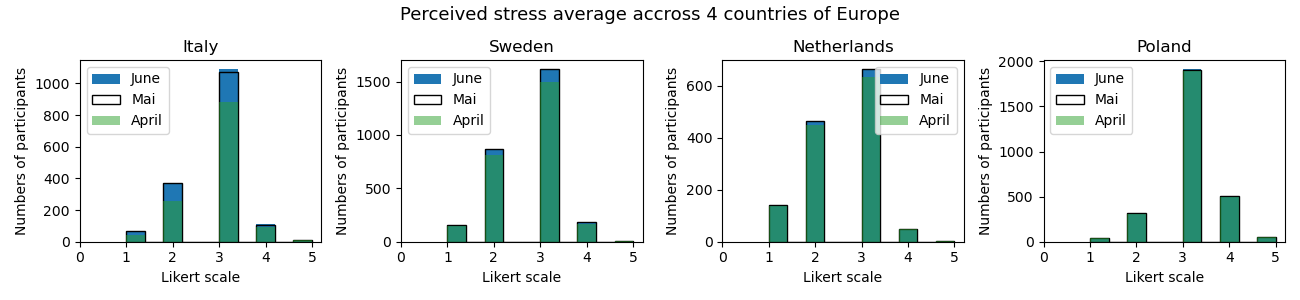 Perceived stress average accross 4 countries of Europe
Italy
Numbers of participants
1000
800
600
400
200
0
June
Mai
April
0 1 2 3 4 5
Likert scale
Sweden
Numbers of participants
1500
1000
500
0
June
Mai
April
0 1 2 3 4 5
Likert scale
Netherlands
Numbers of participants
600
400
200
0
June
Mai
April
0 1 2 3 4 5
Likert scale
Poland
Numbers of participants
2000
1500
1000
500
0
June
Mai
April
0 1 2 3 4 5
Likert scale